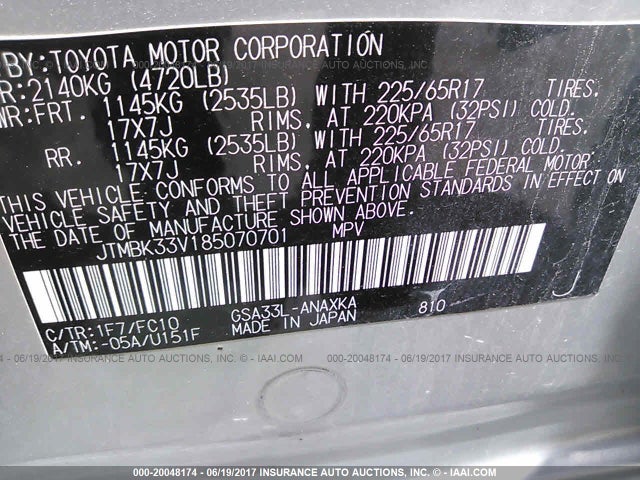 BY: TOYOTA MOTOR CORPORATION
R: 2140KG (4720LB)
WR: FRT. 1145KG (2535LB) WITH 225/65R17 TIRES.
17X7J RIMS, AT 220KPA (32PSI) COLD.
RR. 1145KG (2535LB) WITH 225/65R17 TIRES.
17X7J RIMS, AT 220KPA (32PSI) COLD.
THIS VEHICLE CONFORMS TO ALL APPLICABLE FEDERAL MOTOR
VEHICLE SAFETY AND THEFT PREVENTION STANDARDS IN EFFECT ON
THE DATE OF MANUFACTURE SHOWN ABOVE.
JTMBK33V185070701 MPV
C/TR: 1F7/FC10 GSA33L-ANAXKA 810 J
A/TM: -05A/U151F MADE IN JAPAN
000-20048174 - 06/19/2017 INSURANCE AUTO AUCTIONS - © - IAAI.COM
000-20048174 - 06/19/2017 INSURANCE AUTO AUCTIONS - © - IAAI.COM